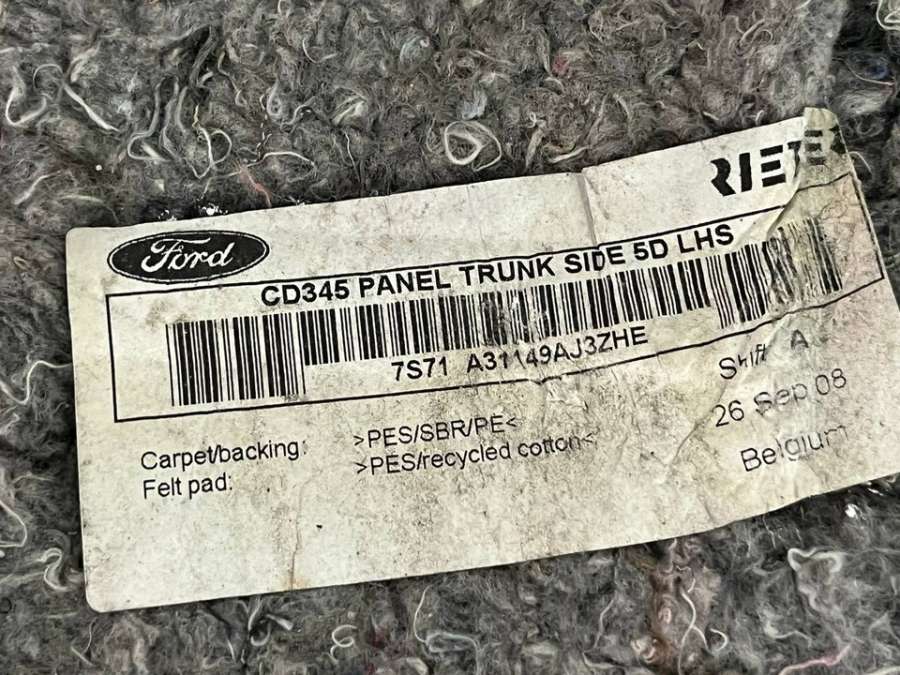 RIETER
Ford
CD345 PANEL TRUNK SIDE 5D LHS
7S71 A31149AJ3ZHE
Shift A
26 Sep 08
Carpet/backing: >PES/SBR/PE<
Felt pad: >PES/recycled cotton<
Belgium